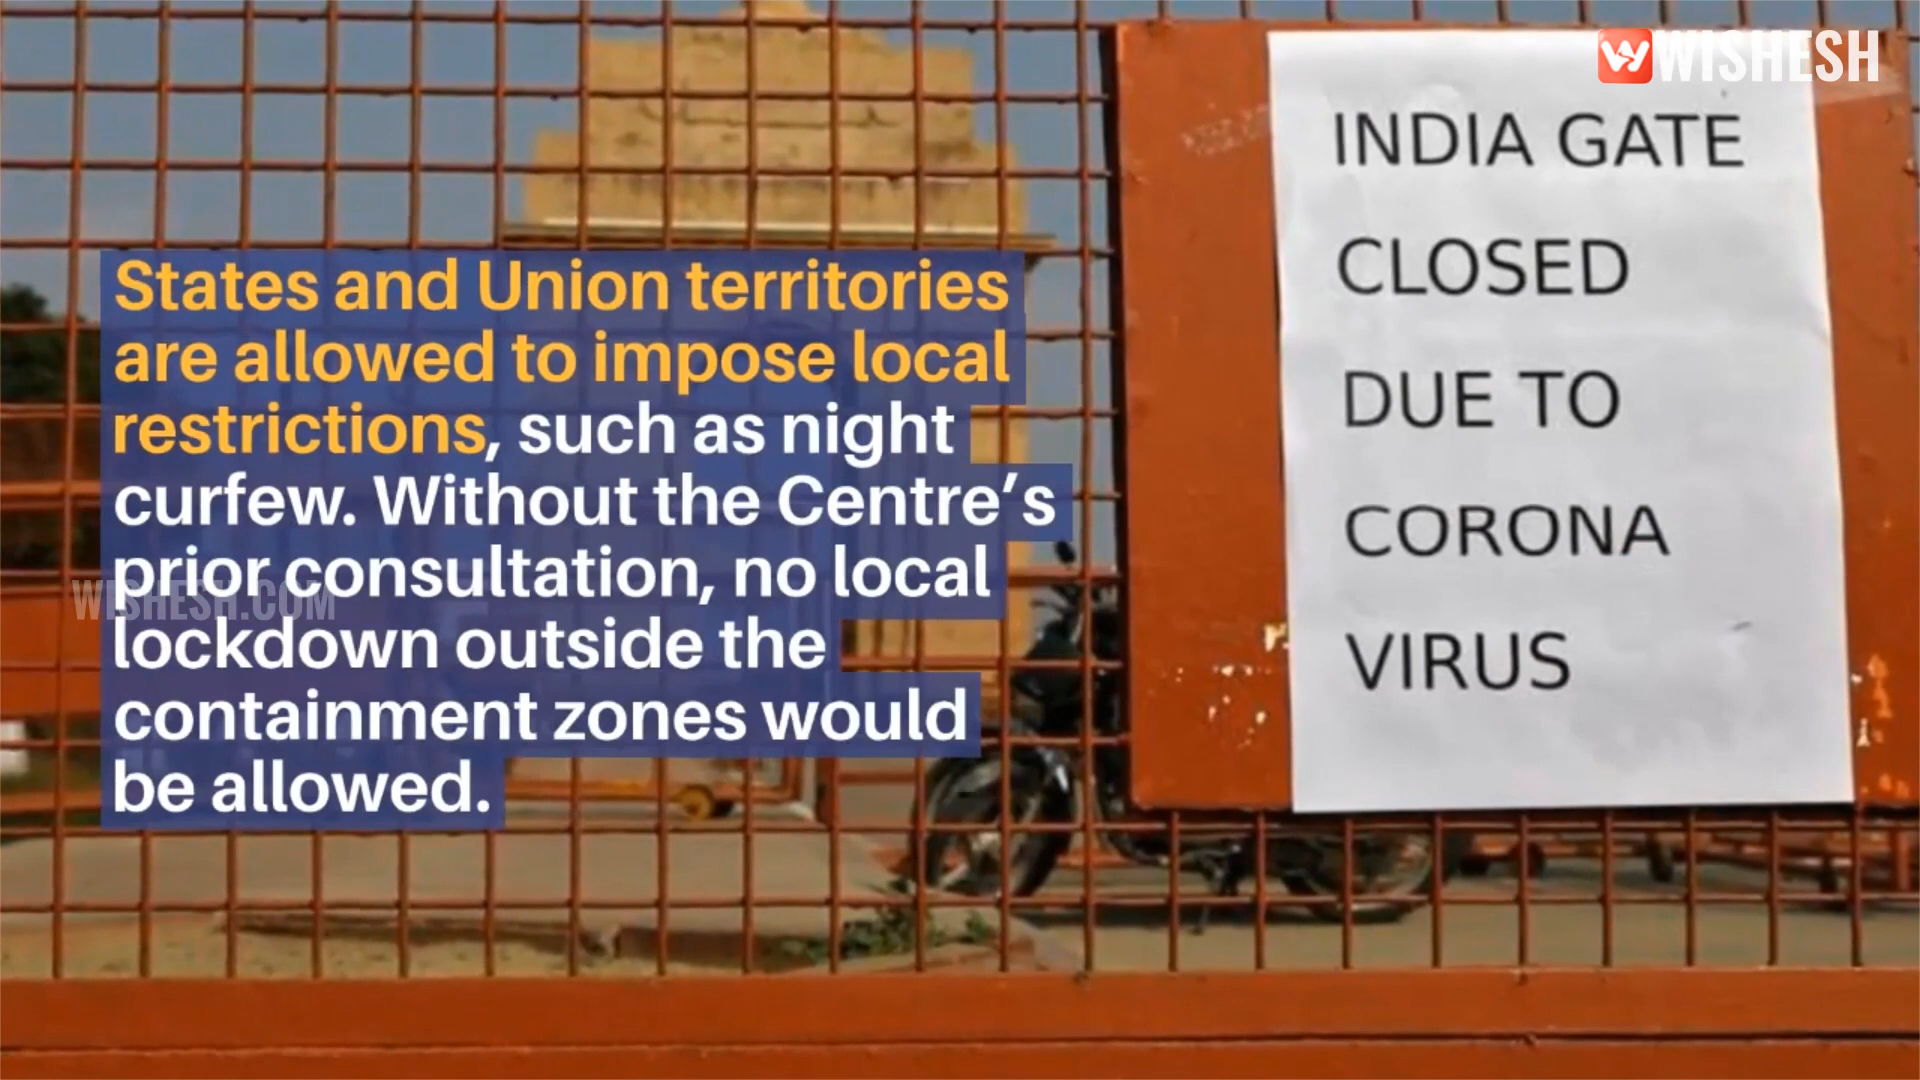 WISHESH
States and Union territories
are allowed to impose local
restrictions, such as night
curfew. Without the Centre’s
prior consultation, no local
lockdown outside the
containment zones would
be allowed.
WISHESH.COM
INDIA GATE
CLOSED
DUE TO
CORONA
VIRUS